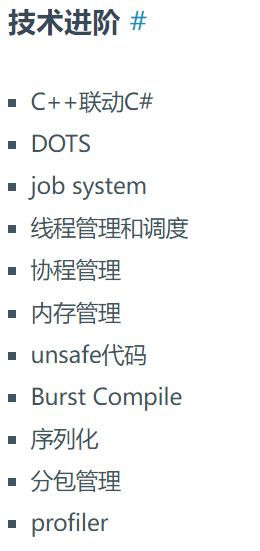 技术进阶 #
C++联动C#
DOTS
job system
线程管理和调度
协程管理
内存管理
unsafe代码
Burst Compile
序列化
分包管理
profiler